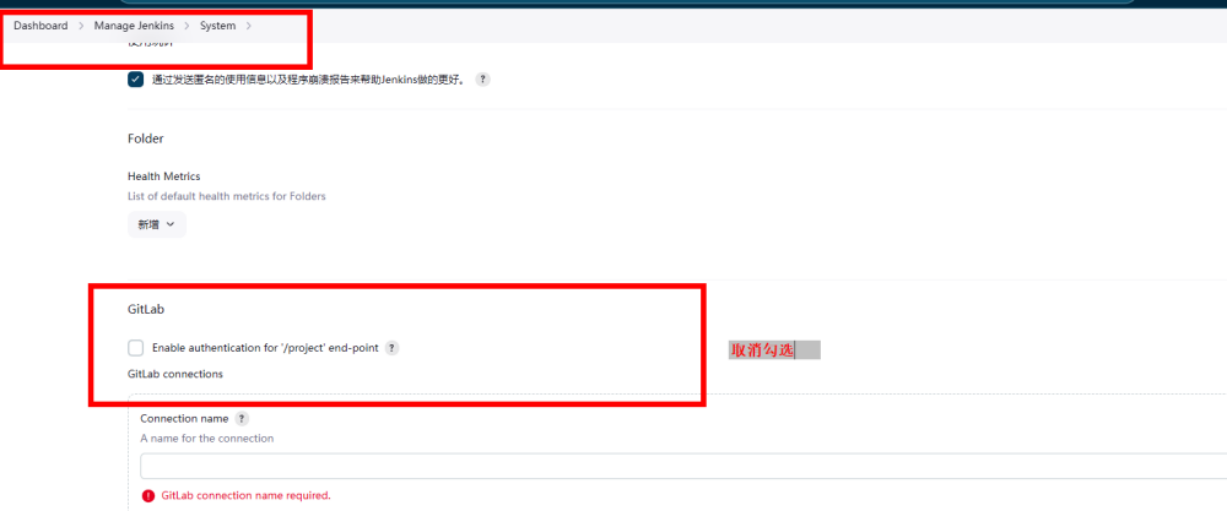 Dashboard > Manage Jenkins > System >
通过发送匿名的使用信息以及程序崩溃报告来帮助Jenkins做的更好。 ?
Folder
Health Metrics
List of default health metrics for Folders
新增
GitLab
Enable authentication for '/project' end-point ?
取消勾选
GitLab connections
Connection name ?
A name for the connection
GitLab connection name required.